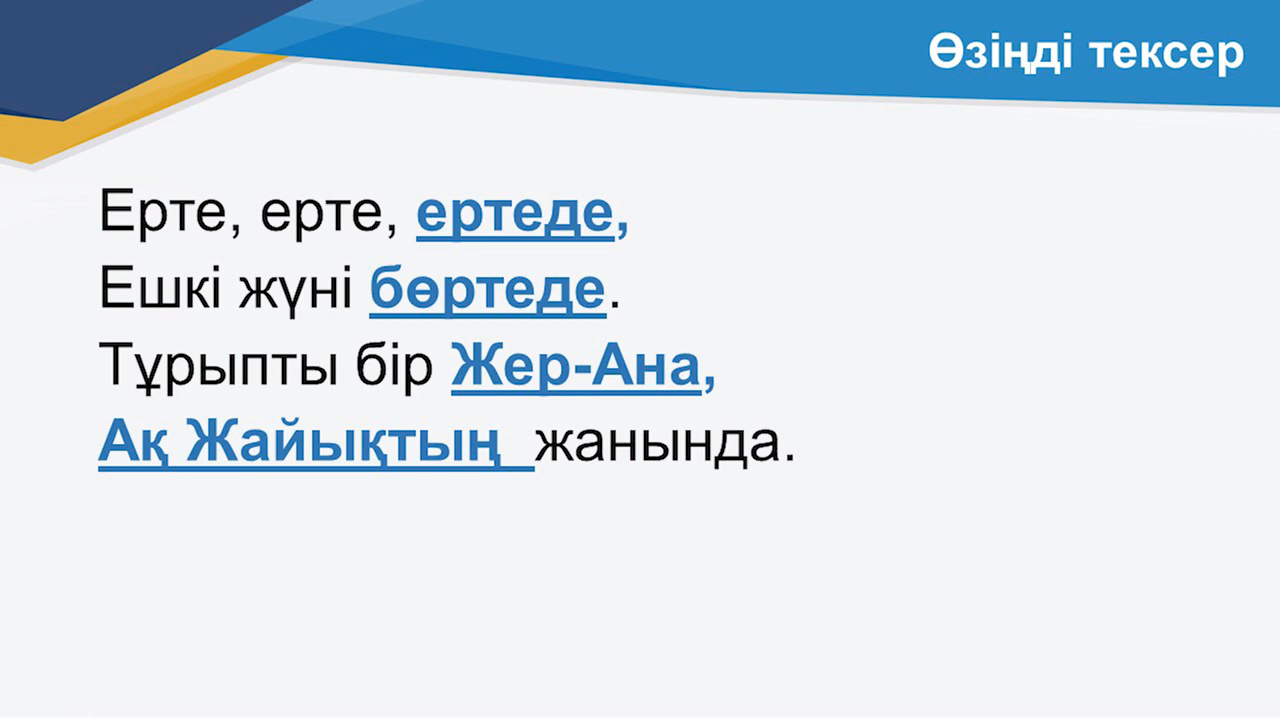 Өзіңді тексер
Ерте, ерте, ертеде,
Ешкі жүні бөртеде.
Тұрыпты бір Жер-Ана,
Ақ Жайықтың жанында.